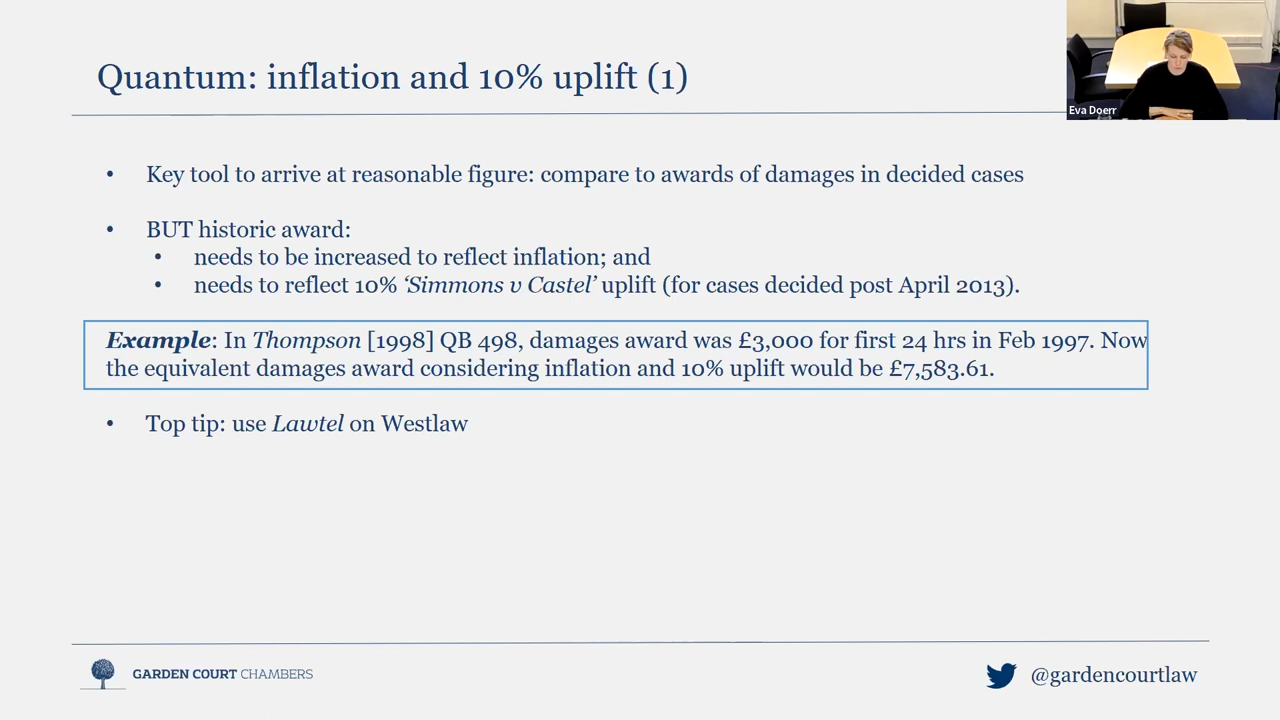 Quantum: inflation and 10% uplift (1)
Eva Doerr
• Key tool to arrive at reasonable figure: compare to awards of damages in decided cases
• BUT historic award:
• needs to be increased to reflect inflation; and
• needs to reflect 10% ‘Simmons v Castel’ uplift (for cases decided post April 2013).
Example: In Thompson [1998] QB 498, damages award was £3,000 for first 24 hrs in Feb 1997. Now
the equivalent damages award considering inflation and 10% uplift would be £7,583.61.
• Top tip: use Lawtel on Westlaw
GARDEN COURT CHAMBERS
@gardencourtlaw